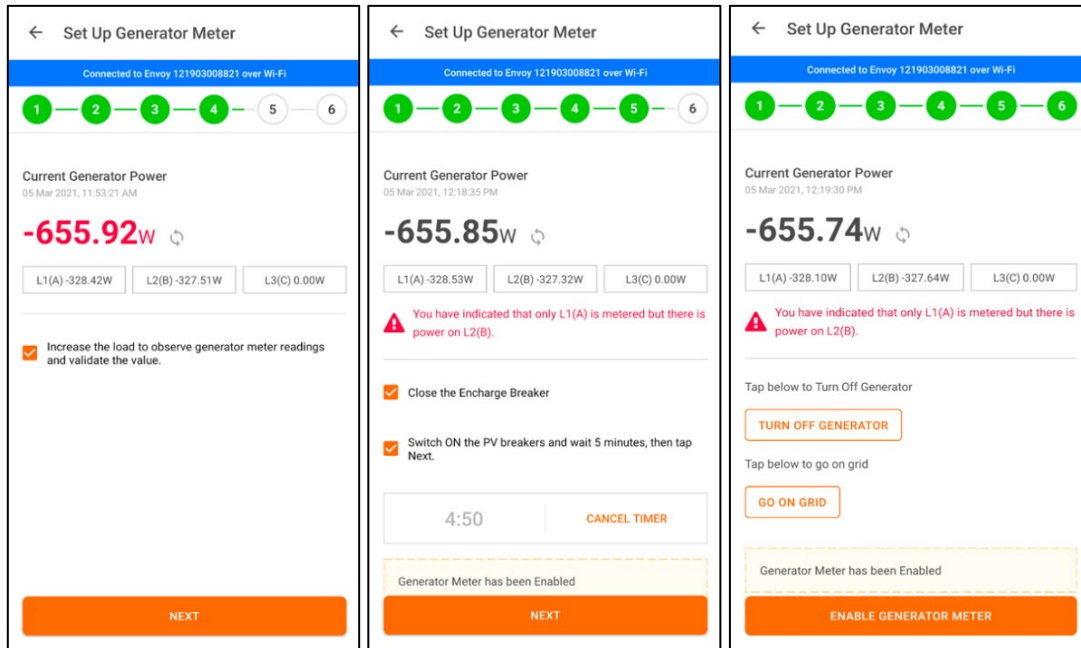 Set Up Generator Meter
Connected to Envoy 121903008821 over Wi-Fi
1 2 3 4 5 6
Current Generator Power
05 Mar 2021, 11:53:21 AM
-655.92W
L1(A) -328.42W L2(B) -327.51W L3(C) 0.00W
Increase the load to observe generator meter readings
and validate the value.
NEXT
Set Up Generator Meter
Connected to Envoy 121903008821 over Wi-Fi
1 2 3 4 5 6
Current Generator Power
05 Mar 2021, 12:18:35 PM
-655.85W
L1(A) -328.53W L2(B) -327.32W L3(C) 0.00W
You have indicated that only L1(A) is metered but there is
power on L2(B).
Close the Encharge Breaker
Switch ON the PV breakers and wait 5 minutes, then tap
Next.
4:50 CANCEL TIMER
Generator Meter has been Enabled
NEXT
Set Up Generator Meter
Connected to Envoy 121903008821 over Wi-Fi
1 2 3 4 5 6
Current Generator Power
05 Mar 2021, 12:19:30 PM
-655.74W
L1(A) -328.10W L2(B) -327.64W L3(C) 0.00W
You have indicated that only L1(A) is metered but there is
power on L2(B).
Tap below to Turn Off Generator
TURN OFF GENERATOR
Tap below to go on grid
GO ON GRID
Generator Meter has been Enabled
ENABLE GENERATOR METER